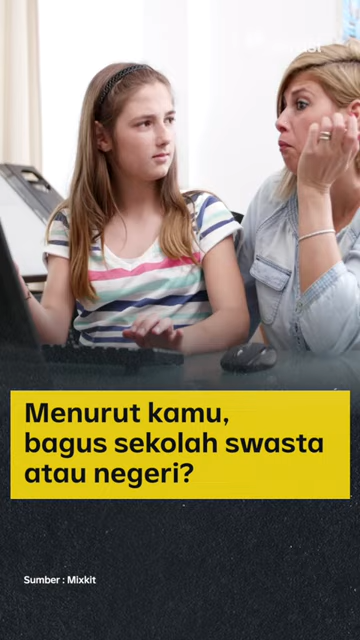 Menurut kamu,
bagus sekolah swasta
atau negeri?
Sumber : Mixkit